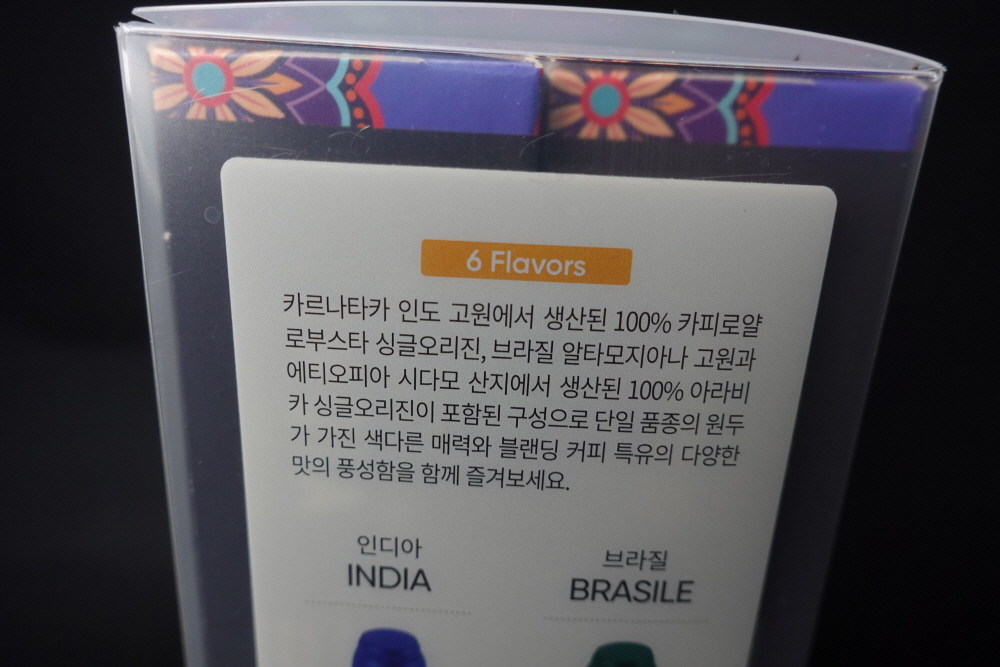 6 Flavors
카르나타카 인도 고원에서 생산된 100% 카피로얄
로부스타 싱글오리진, 브라질 알타모지아나 고원과
에티오피아 시다모 산지에서 생산된 100% 아라비
카 싱글오리진이 포함된 구성으로 단일 품종의 원두
가 가진 색다른 매력와 블랜딩 커피 특유의 다양한
맛의 풍성함을 함께 즐겨보세요.
인디아
INDIA
브라질
BRASILE